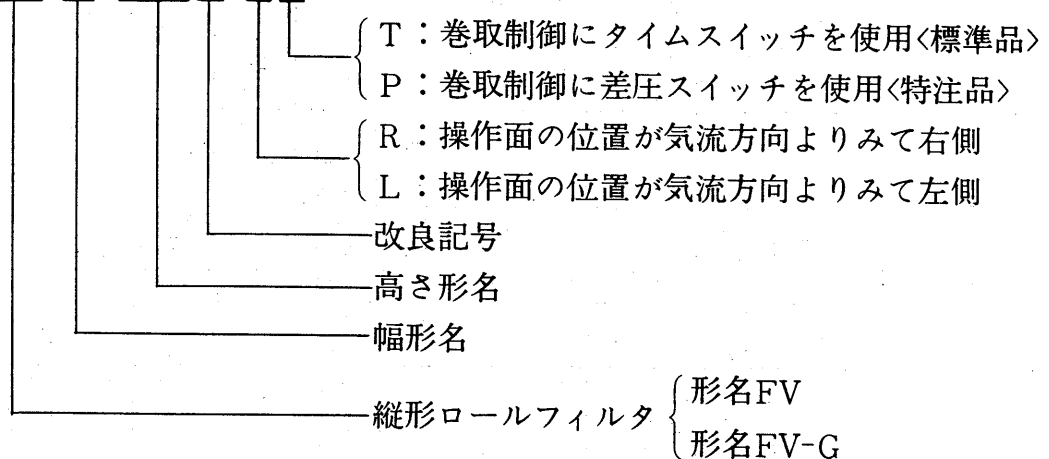 T：巻取制御にタイムスイッチを使用<標準品>
P：巻取制御に差圧スイッチを使用<特注品>
R：操作面の位置が気流方向よりみて右側
L：操作面の位置が気流方向よりみて左側
改良記号
高さ形名
幅形名
縦形ロールフィルタ
形名FV
形名FV-G